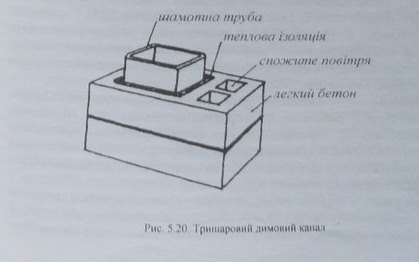 шамотна труба
теплова ізоляція
спожите повітря
легкий бетон
Рис. 5.20. Тришаровий димовий канал